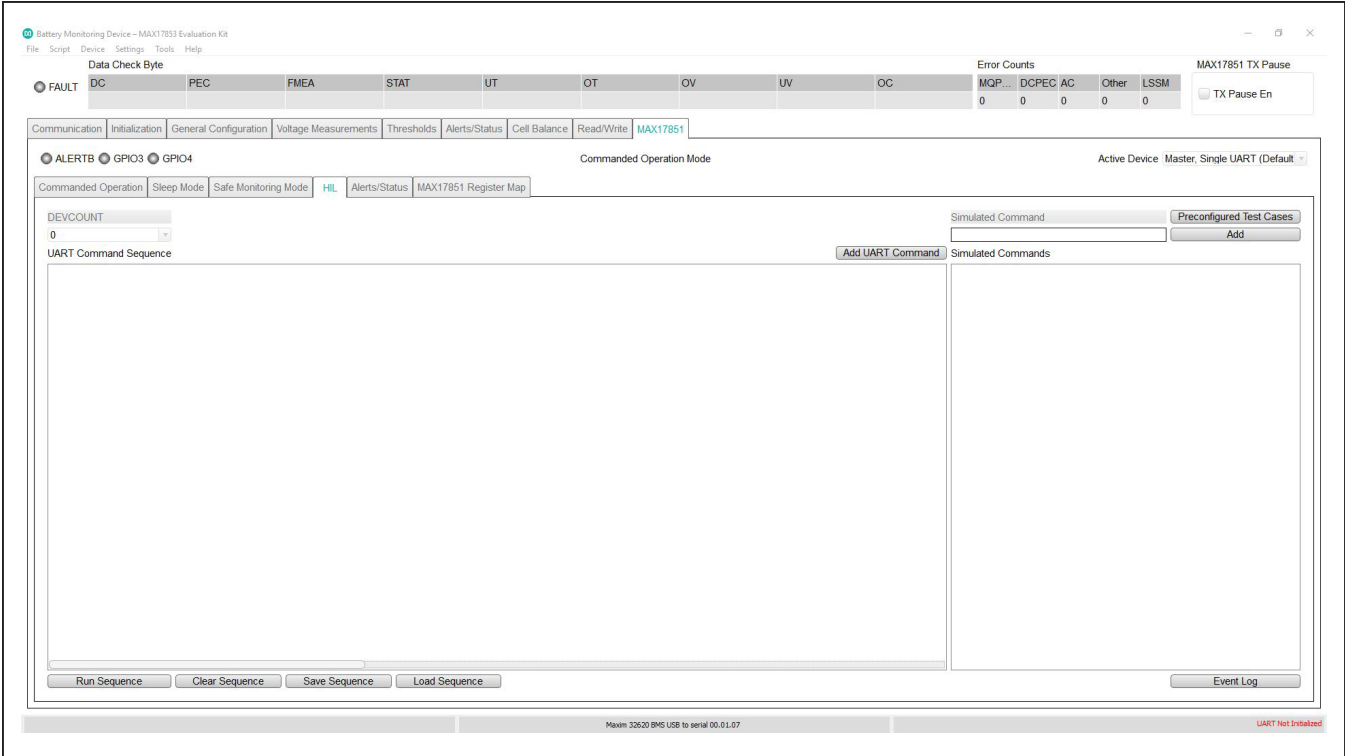 Battery Monitoring Device – MAX17853 Evaluation Kit
File Script Device Settings Tools Help
Data Check Byte Error Counts MAX17851 TX Pause
FAULT DC PEC FMEA STAT UT OT OV UV OC MQP... DCPEC AC Other LSSM
0 0 0 0 0 TX Pause En
Communication Initialization General Configuration Voltage Measurements Thresholds Alerts/Status Cell Balance Read/Write MAX17851
ALERTB GPIO3 GPIO4 Commanded Operation Mode Active Device Master, Single UART (Default
Commanded Operation Sleep Mode Safe Monitoring Mode HIL Alerts/Status MAX17851 Register Map
DEVCOUNT Simulated Command Preconfigured Test Cases
0 Add
UART Command Sequence Add UART Command Simulated Commands
Run Sequence Clear Sequence Save Sequence Load Sequence Event Log
Maxim 32620 BMS USB to serial 00.01.07 UART Not Initialized